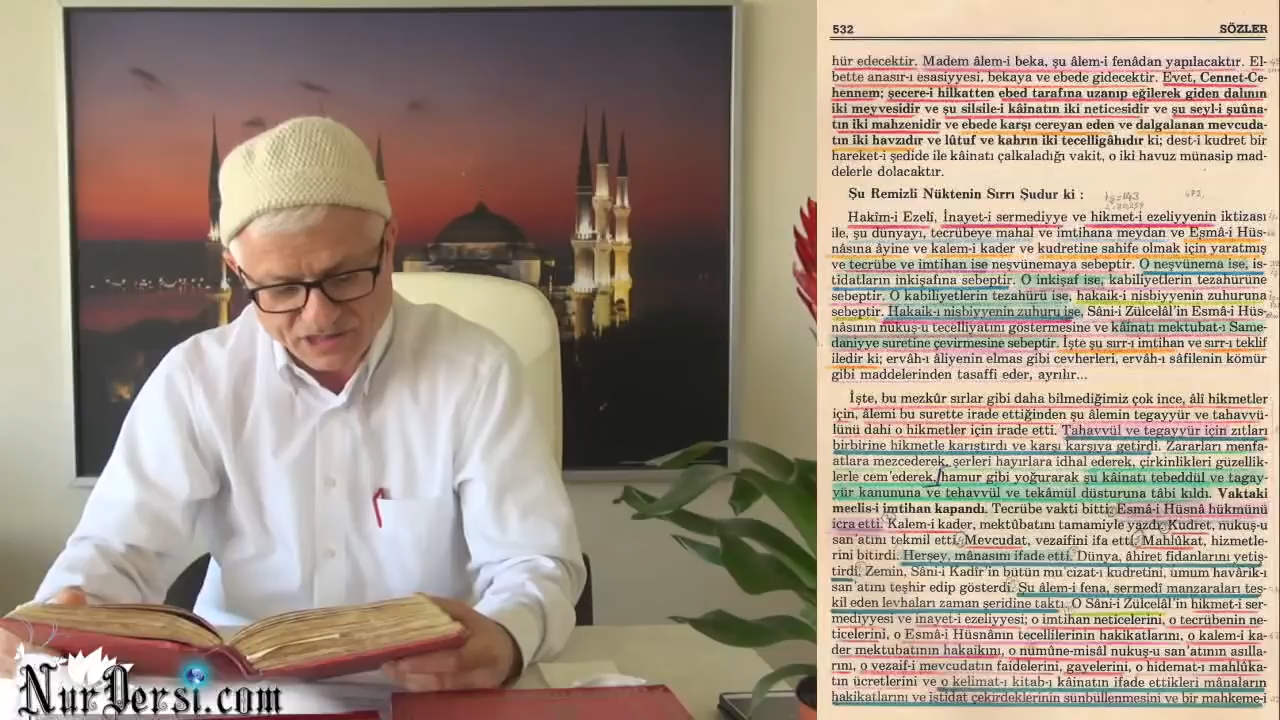 532
SÖZLER
hür edecektir. Madem âlem-i beka, şu âlem-i fenâdan yapılacaktır. El-
bette anasır-ı esasiyyesi, bekaya ve ebede gidecektir. Evet, Cennet-Ce-
hennem; şecere-i hilkatten ebed tarafına uzanıp eğilerek giden dalının
iki meyvesidir ve şu silsile-i kâinatın iki neticesidir ve şu seyl-i şuûna-
tın iki mahzenidir ve ebede karşı cereyan eden ve dalgalanan mevcuda-
tın iki havzıdır ve lûtuf ve kahrın iki tecelligâhıdır ki; dest-i kudret bir
hareket-i şedide ile kâinatı çalkaladığı vakit, o iki havuz münasip mad-
delerle dolacaktır.
Şu Remizli Nüktenin Sırrı Şudur ki :
Hakîm-i Ezelî, İnayet-i sermediyye ve hikmet-i ezeliyyenin iktizası
ile, şu dünyayı, tecrübeye mahal ve imtihana meydan ve Esmâ-i Hüs-
nâsına âyine ve kalem-i kader ve kudretine sahife olmak için yaratmış
ve tecrübe ve imtihan ise neşvünemaya sebeptir. O neşvünema ise, is-
tidatların inkişafına sebeptir. O inkişaf ise, kabiliyetlerin tezahürüne
sebeptir. O kabiliyetlerin tezahürü ise, hakaik-i nisbiyyenin zuhuruna
sebeptir. Hakaik-i nisbiyyenin zuhuru ise, Sâni-i Zülcelâl'in Esmâ-i Hüs-
nâsının nukuş-u tecelliyatını göstermesine ve kâinatı mektubat-ı Same-
daniyye suretine çevirmesine sebeptir. İşte şu sırr-ı imtihan ve sırr-ı teklif
iledir ki; ervâh-ı âliyenin elmas gibi cevherleri, ervâh-ı sâfilenin kömür
gibi maddelerinden tasaffi eder, ayrılır...
İşte, bu mezkûr sırlar gibi daha bilmediğimiz çok ince, âli hikmetler
için, âlemi bu surette irade ettiğinden şu âlemin tegayyür ve tahavvü-
lünü dahi o hikmetler için irade etti. Tahavvül ve tegayyür için zıtları
birbirine hikmetle karıştırdı ve karşı karşıya getirdi. Zararları menfa-
atlara mezcederek, şerleri hayırlara idhal ederek, çirkinlikleri güzellik-
lerle cem'ederek, hamur gibi yoğurarak şu kâinatı tebeddül ve tagay-
yür kanununa ve tehavvül ve tekâmül düsturuna tâbi kıldı. Vaktaki
meclis-i imtihan kapandı. Tecrübe vakti bitti. Esmâ-i Hüsnâ hükmünü
icra etti. Kalem-i kader, mektûbatını tamamiyle yazdı. Kudret, nukuş-u
san'atını tekmil etti. Mevcudat, vezaifini ifa etti. Mahlûkat, hizmetle-
rini bitirdi. Herşey, mânasını ifade etti. Dünya, âhiret fidanlarını yetiş-
tirdi. Zemin, Sâni-i Kadîr'in bütün mu'cizat-ı kudretini, umum havârik-ı
san'atını teşhir edip gösterdi. Şu âlem-i fena, sermedî manzaraları teş-
kil eden levhaları zaman şeridine taktı. O Sâni-i Zülcelâl'in hikmet-i ser-
mediyyesi ve inayet-i ezeliyyesi; o imtihan neticelerini, o tecrübenin ne-
ticelerini, o Esmâ-i Hüsnânın tecellilerinin hakikatlarını, o kalem-i ka-
der mektubatının hakaikını, o nümûne-misâl nukuş-u san'atının asılla-
rını, o vezaif-i mevcudatın faidelerini, gayelerini, o hidemat-ı mahlûka-
tın ücretlerini ve o kelimat-ı kitab-ı kâinatın ifade ettikleri mânaların
hakikatlarını ve istidat çekirdeklerinin sünbüllenmesini ve bir mahkeme-i
NurDersi.com